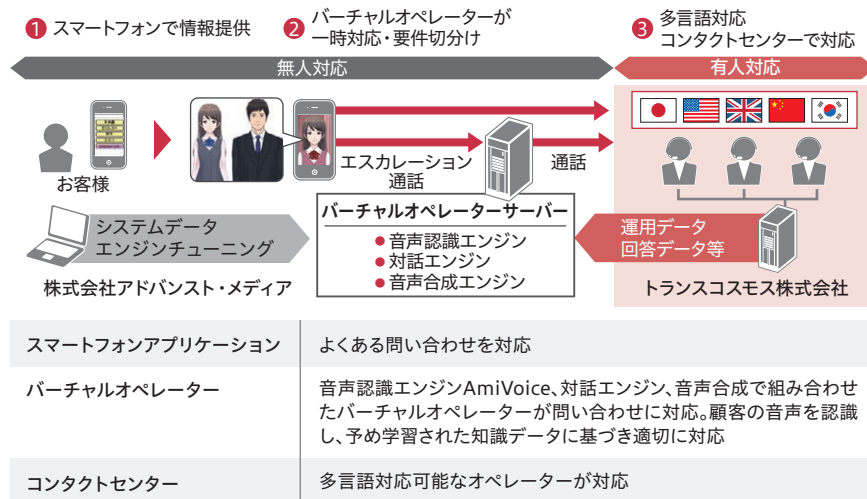 1 スマートフォンで情報提供
2 バーチャルオペレーターが
一時対応・要件切分け
3 多言語対応
コンタクトセンターで対応
無人対応
有人対応
お客様
エスカレーション
通話
通話
システムデータ
エンジンチューニング
株式会社アドバンスト・メディア
バーチャルオペレーターサーバー
●音声認識エンジン
●対話エンジン
●音声合成エンジン
運用データ
回答データ等
トランスコスモス株式会社
スマートフォンアプリケーション
よくある問い合わせを対応
バーチャルオペレーター
音声認識エンジンAmiVoice、対話エンジン、音声合成で組み合わせ
たバーチャルオペレーターが問い合わせに対応。顧客の音声を認識
し、予め学習された知識データに基づき適切に対応
コンタクトセンター
多言語対応可能なオペレーターが対応